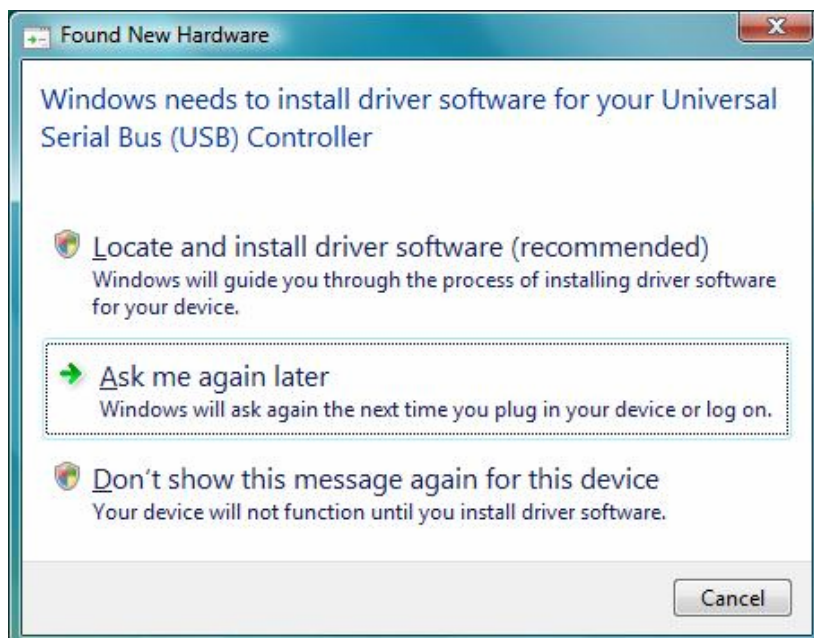 Found New Hardware
Windows needs to install driver software for your Universal
Serial Bus (USB) Controller
Locate and install driver software (recommended)
Windows will guide you through the process of installing driver software
for your device.
Ask me again later
Windows will ask again the next time you plug in your device or log on.
Don't show this message again for this device
Your device will not function until you install driver software.
Cancel